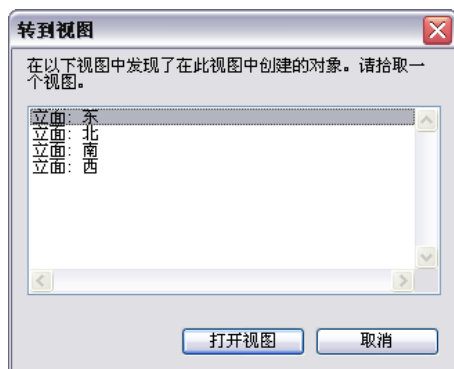 转到视图
在以下视图中发现了在此视图中创建的对象。请拾取一
个视图。
立面: 东
立面: 北
立面: 南
立面: 西
打开视图
取消